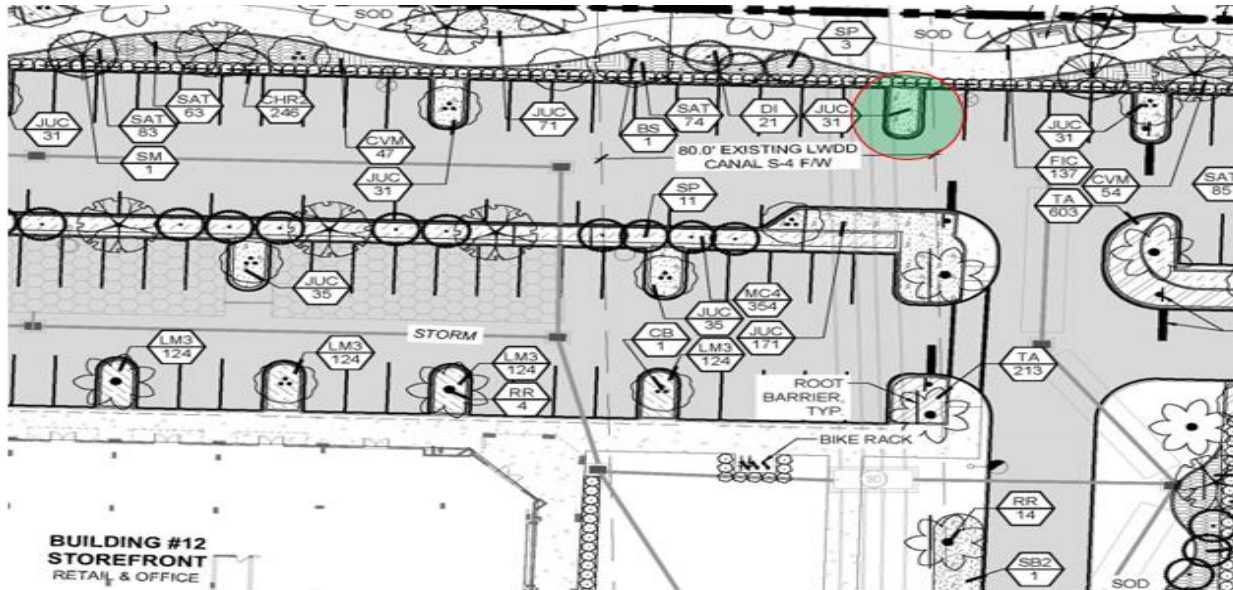 SOD
SOD
SP
3
SAT
63
CHR2
246
JUC
31
SAT
83
SM
1
CVM
47
JUC
31
JUC
71
BS
1
SAT
74
DI
21
JUC
31
80.0' EXISTING LWDD
CANAL S-4 F/W
JUC
31
FIC
137
TA
603
CVM
54
SAT
85
SP
11
JUC
35
MC4
354
JUC
35
JUC
171
STORM
LM3
124
LM3
124
LM3
124
RR
4
CB
1
LM3
124
TA
213
ROOT
BARRIER,
TYP.
BIKE RACK
SD
RR
14
SB2
1
SOD
BUILDING #12
STOREFRONT
RETAIL & OFFICE